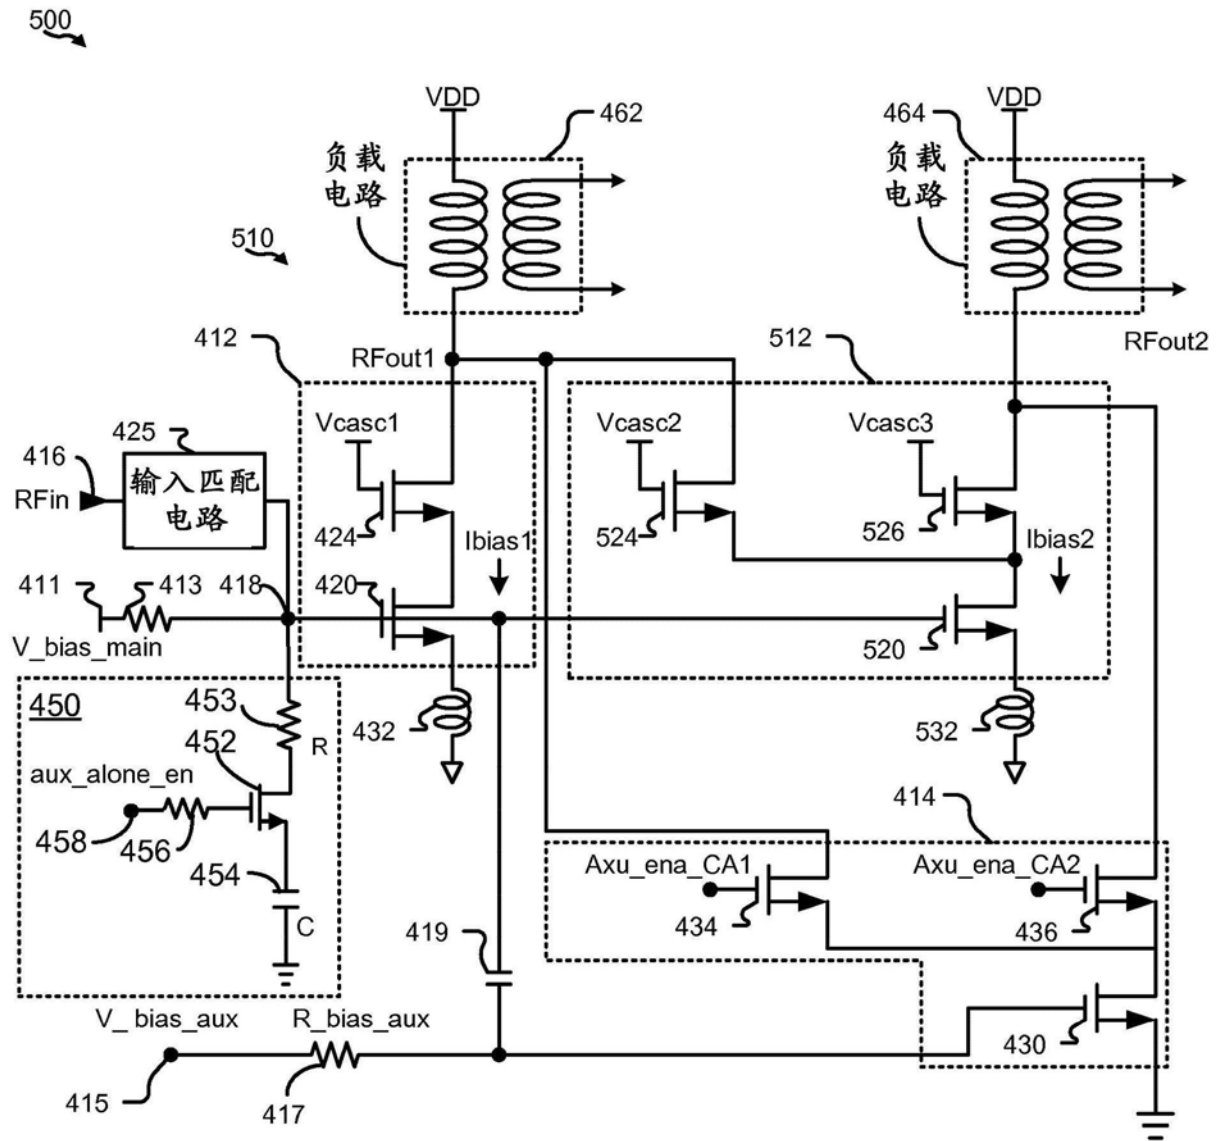 500
VDD
462
负载
电路
VDD
464
负载
电路
510
412
RFout1
512
RFout2
Vcasc1
Vcasc2
Vcasc3
425
416
RFin
输入匹配
电路
424
Ibias1
524
526
Ibias2
411
413
418
420
V_bias_main
520
450
453
R
432
532
452
aux_alone_en
458
456
454
C
414
Axu_ena_CA1
Axu_ena_CA2
434
436
419
V_ bias_aux
R_bias_aux
430
415
417